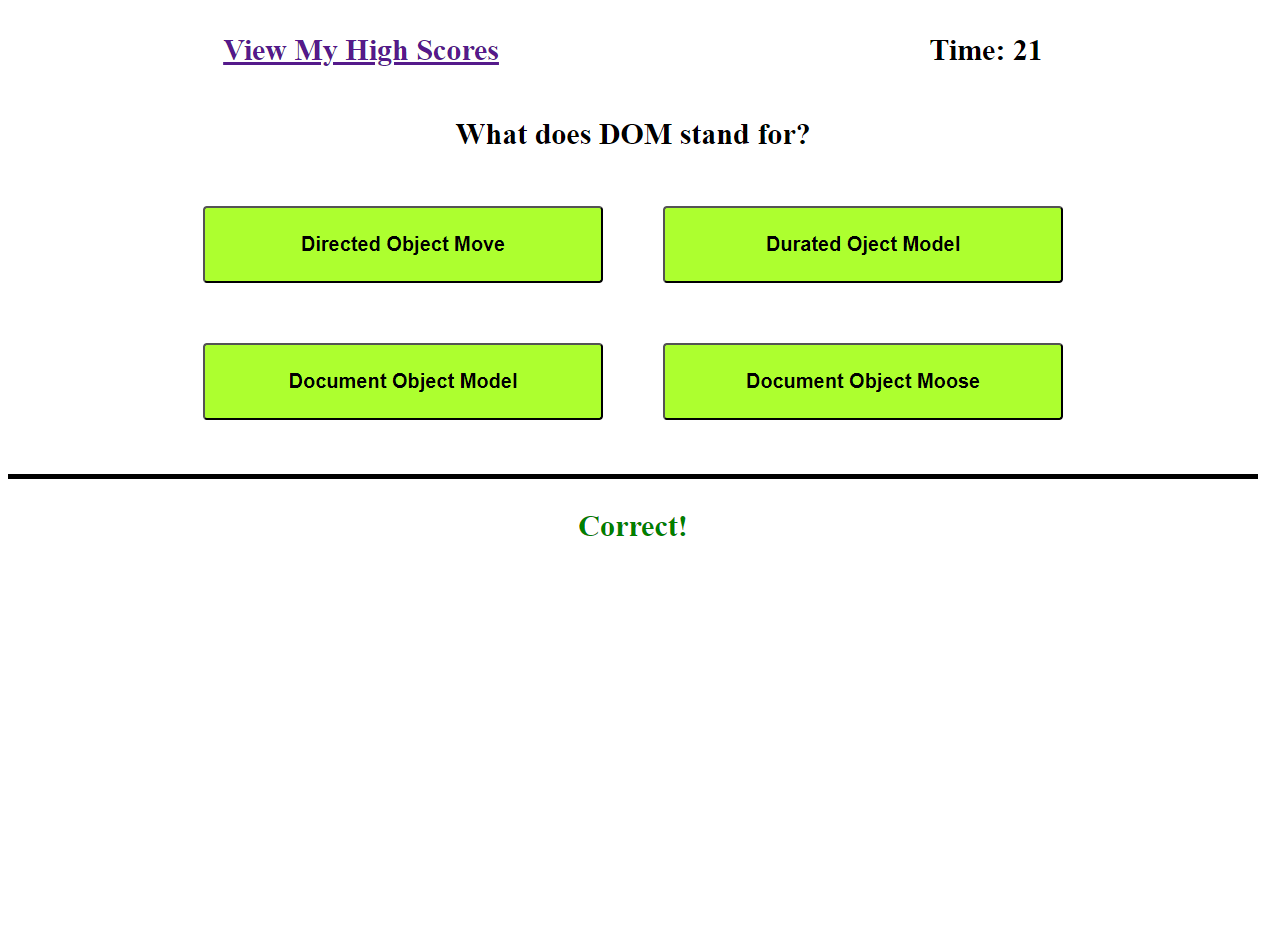 View My High Scores
Time: 21
What does DOM stand for?
Directed Object Move
Durated Oject Model
Document Object Model
Document Object Moose
Correct!